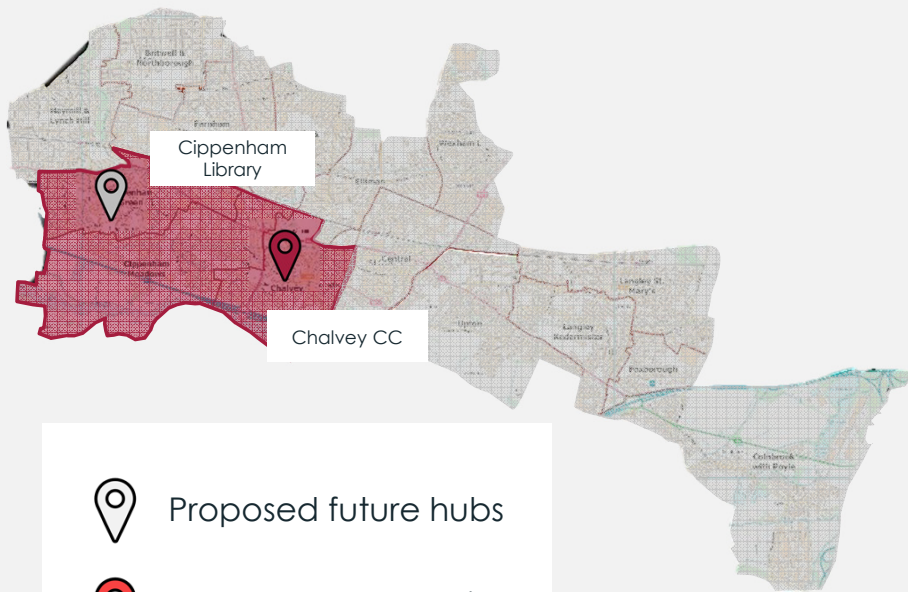 Britwell &
Northborough
Haymill &
Lynch Hill
Farnham
Cippenham
Library
Wexham L
Elliman
Cippenham
Meadows
Central
Chalvey
Chalvey CC
Upton
Langley St.
Mary's
Langley
Kedermister
Foxborough
Colnbrook
with Poyle
Proposed future hubs